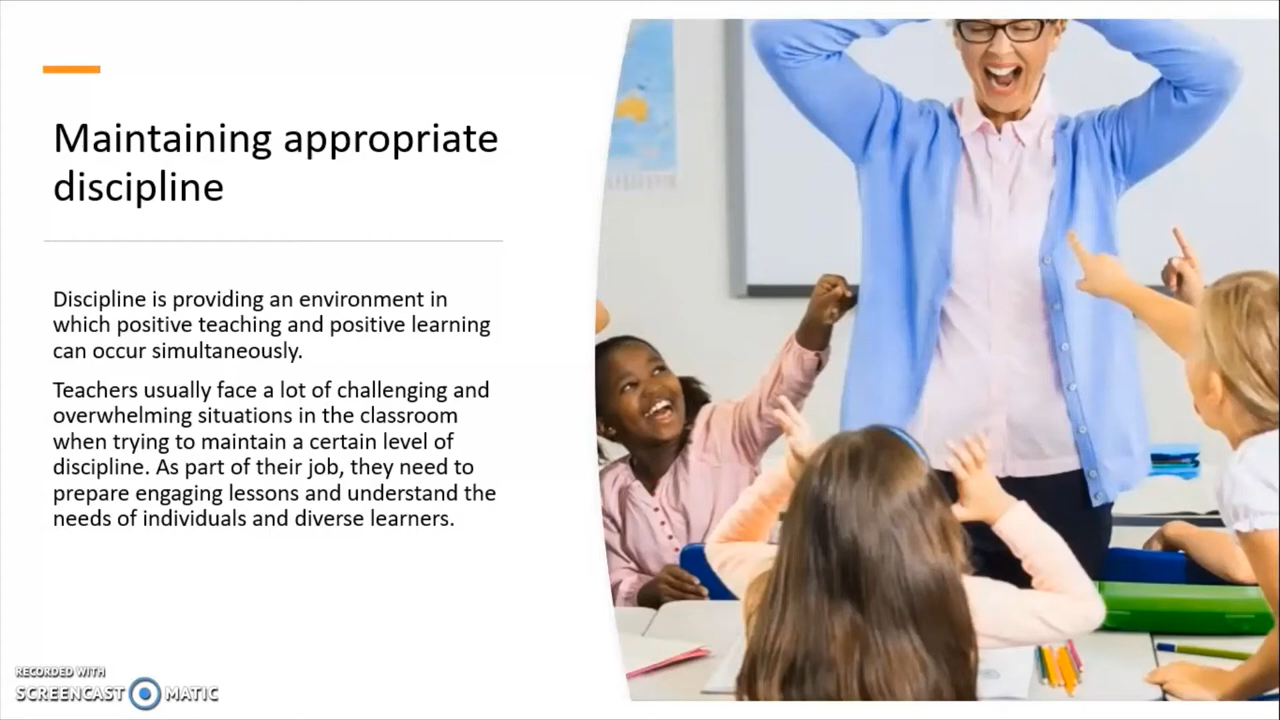 Maintaining appropriate
discipline
Discipline is providing an environment in
which positive teaching and positive learning
can occur simultaneously.
Teachers usually face a lot of challenging and
overwhelming situations in the classroom
when trying to maintain a certain level of
discipline. As part of their job, they need to
prepare engaging lessons and understand the
needs of individuals and diverse learners.
RECORDED WITH
SCREENCAST MATIC